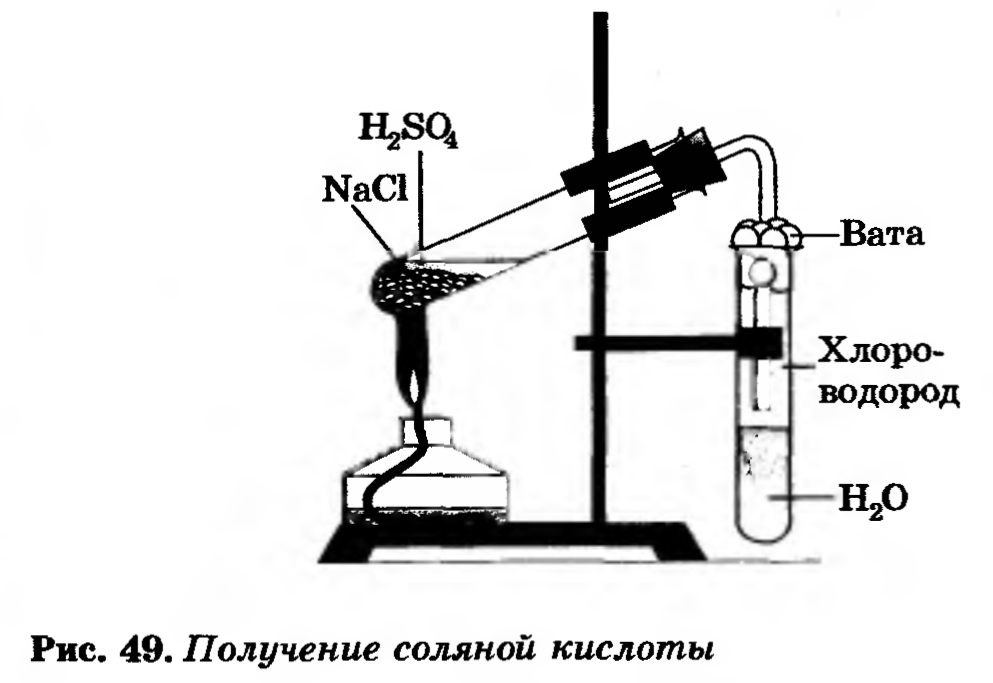 H₂SO₄
NaCl
Вата
Хлоро-
водород
H₂O
Рис. 49. Получение соляной кислоты